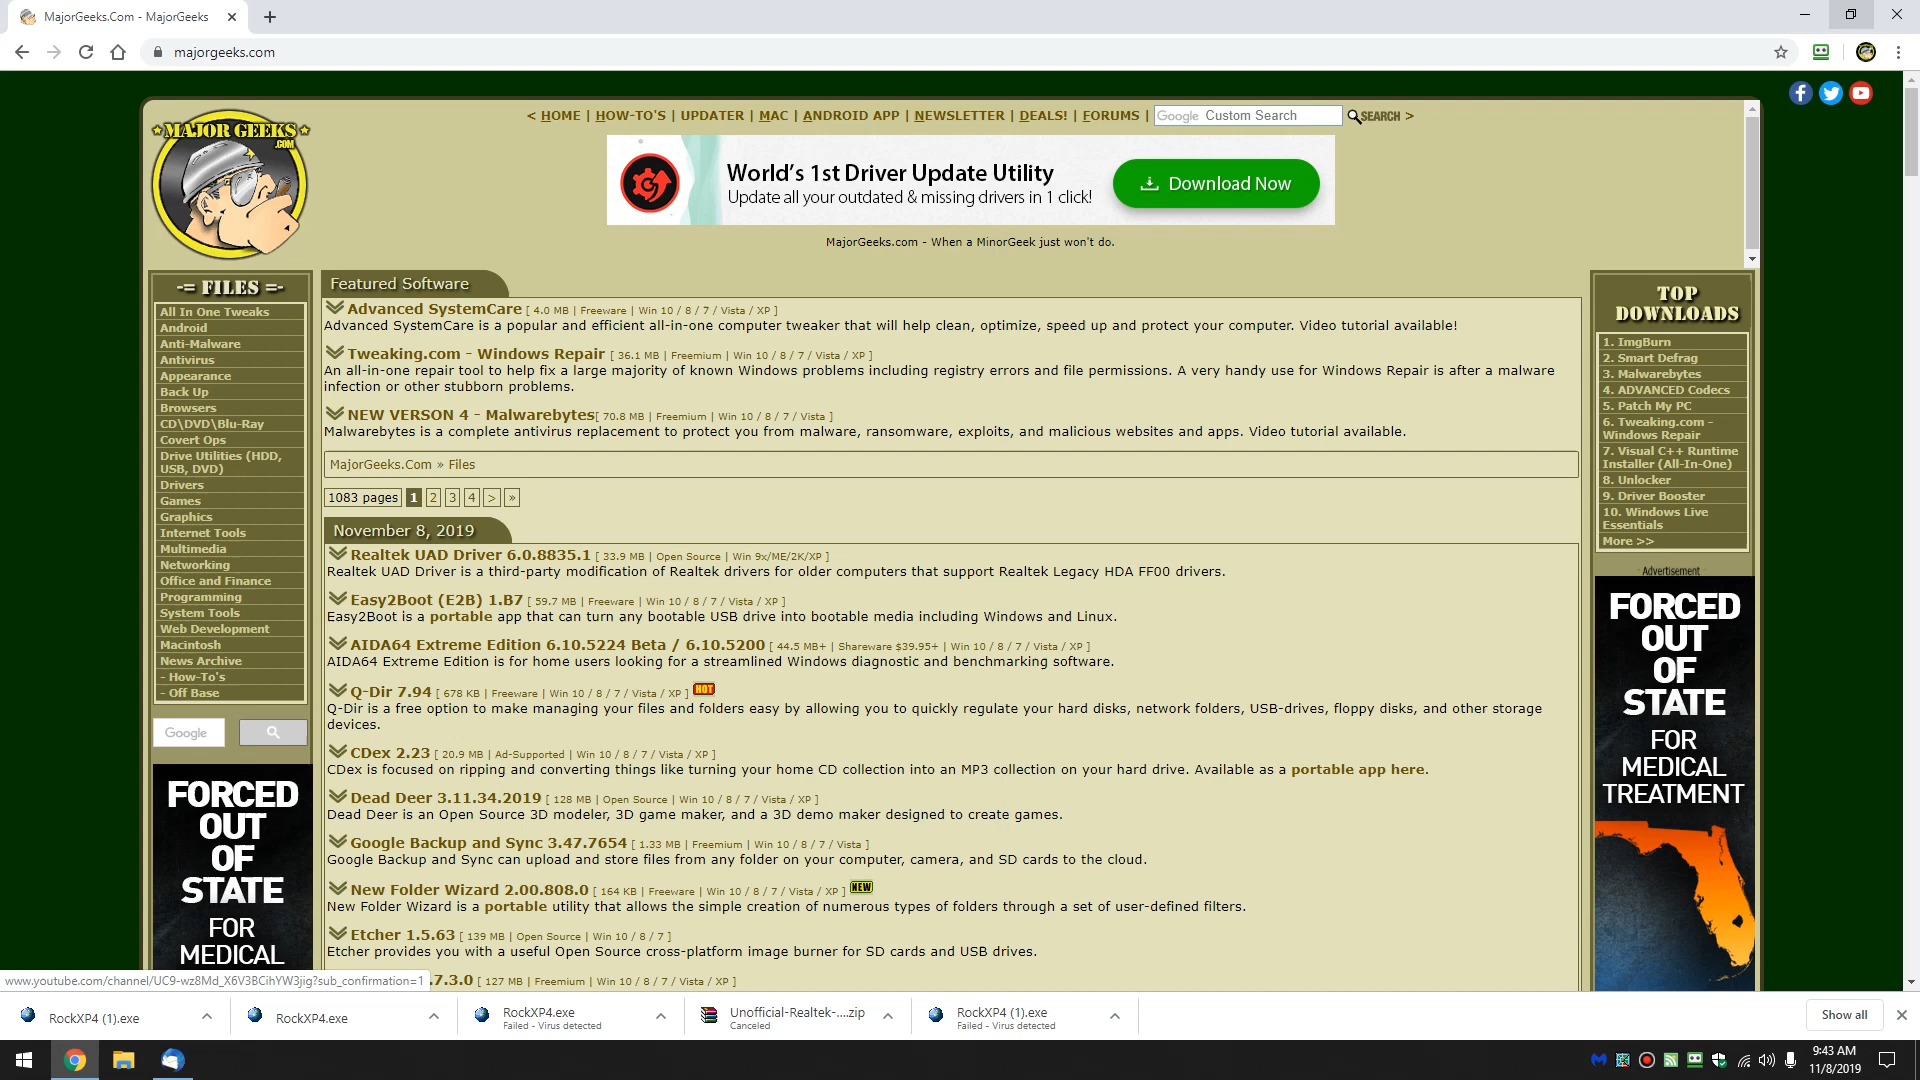 MajorGeeks.Com - MajorGeeks
majorgeeks.com
MAJOR GEEKS
.COM
< HOME | HOW-TO'S | UPDATER | MAC | ANDROID APP | NEWSLETTER | DEALS! | FORUMS | Google Custom Search SEARCH >
World's 1st Driver Update Utility
Update all your outdated & missing drivers in 1 click!
Download Now
MajorGeeks.com - When a MinorGeek just won't do.
-= FILES =-
All In One Tweaks
Android
Anti-Malware
Antivirus
Appearance
Back Up
Browsers
CD\DVD\Blu-Ray
Covert Ops
Drive Utilities (HDD,
USB, DVD)
Drivers
Games
Graphics
Internet Tools
Multimedia
Networking
Office and Finance
Programming
System Tools
Web Development
Macintosh
News Archive
- How-To's
- Off Base
Google
FORCED
OUT
OF
STATE
FOR
MEDICAL
Featured Software
Advanced SystemCare [ 4.0 MB | Freeware | Win 10 / 8 / 7 / Vista / XP ]
Advanced SystemCare is a popular and efficient all-in-one computer tweaker that will help clean, optimize, speed up and protect your computer. Video tutorial available!
Tweaking.com - Windows Repair [ 36.1 MB | Freemium | Win 10 / 8 / 7 / Vista / XP ]
An all-in-one repair tool to help fix a large majority of known Windows problems including registry errors and file permissions. A very handy use for Windows Repair is after a malware
infection or other stubborn problems.
NEW VERSON 4 - Malwarebytes[ 70.8 MB | Freemium | Win 10 / 8 / 7 / Vista ]
Malwarebytes is a complete antivirus replacement to protect you from malware, ransomware, exploits, and malicious websites and apps. Video tutorial available.
MajorGeeks.Com » Files
1083 pages 1 2 3 4 > »
November 8, 2019
Realtek UAD Driver 6.0.8835.1 [ 33.9 MB | Open Source | Win 9x/ME/2K/XP ]
Realtek UAD Driver is a third-party modification of Realtek drivers for older computers that support Realtek Legacy HDA FF00 drivers.
Easy2Boot (E2B) 1.B7 [ 59.7 MB | Freeware | Win 10 / 8 / 7 / Vista / XP ]
Easy2Boot is a portable app that can turn any bootable USB drive into bootable media including Windows and Linux.
AIDA64 Extreme Edition 6.10.5224 Beta / 6.10.5200 [ 44.5 MB+ | Shareware $39.95+ | Win 10 / 8 / 7 / Vista / XP ]
AIDA64 Extreme Edition is for home users looking for a streamlined Windows diagnostic and benchmarking software.
Q-Dir 7.94 [ 678 KB | Freeware | Win 10 / 8 / 7 / Vista / XP ] HOT
Q-Dir is a free option to make managing your files and folders easy by allowing you to quickly regulate your hard disks, network folders, USB-drives, floppy disks, and other storage
devices.
CDex 2.23 [ 20.9 MB | Ad-Supported | Win 10 / 8 / 7 / Vista / XP ]
CDex is focused on ripping and converting things like turning your home CD collection into an MP3 collection on your hard drive. Available as a portable app here.
Dead Deer 3.11.34.2019 [ 128 MB | Open Source | Win 10 / 8 / 7 / Vista / XP ]
Dead Deer is an Open Source 3D modeler, 3D game maker, and a 3D demo maker designed to create games.
Google Backup and Sync 3.47.7654 [ 1.33 MB | Freemium | Win 10 / 8 / 7 / Vista ]
Google Backup and Sync can upload and store files from any folder on your computer, camera, and SD cards to the cloud.
New Folder Wizard 2.00.808.0 [ 164 KB | Freeware | Win 10 / 8 / 7 / Vista / XP ] NEW
New Folder Wizard is a portable utility that allows the simple creation of numerous types of folders through a set of user-defined filters.
Etcher 1.5.63 [ 139 MB | Open Source | Win 10 / 8 / 7 ]
Etcher provides you with a useful Open Source cross-platform image burner for SD cards and USB drives.
.7.3.0 [ 127 MB | Freemium | Win 10 / 8 / 7 / Vista / XP ]
TOP
DOWNLOADS
1. ImgBurn
2. Smart Defrag
3. Malwarebytes
4. ADVANCED Codecs
5. Patch My PC
6. Tweaking.com -
Windows Repair
7. Visual C++ Runtime
Installer (All-In-One)
8. Unlocker
9. Driver Booster
10. Windows Live
Essentials
More >>
- Advertisement -
FORCED
OUT
OF
STATE
FOR
MEDICAL
TREATMENT
www.youtube.com/channel/UC9-wz8Md_X6V3BCihYW3jig?sub_confirmation=1
RockXP4 (1).exe
RockXP4.exe
RockXP4.exe
Failed - Virus detected
Unofficial-Realtek-....zip
Canceled
RockXP4 (1).exe
Failed - Virus detected
Show all
9:43 AM
11/8/2019